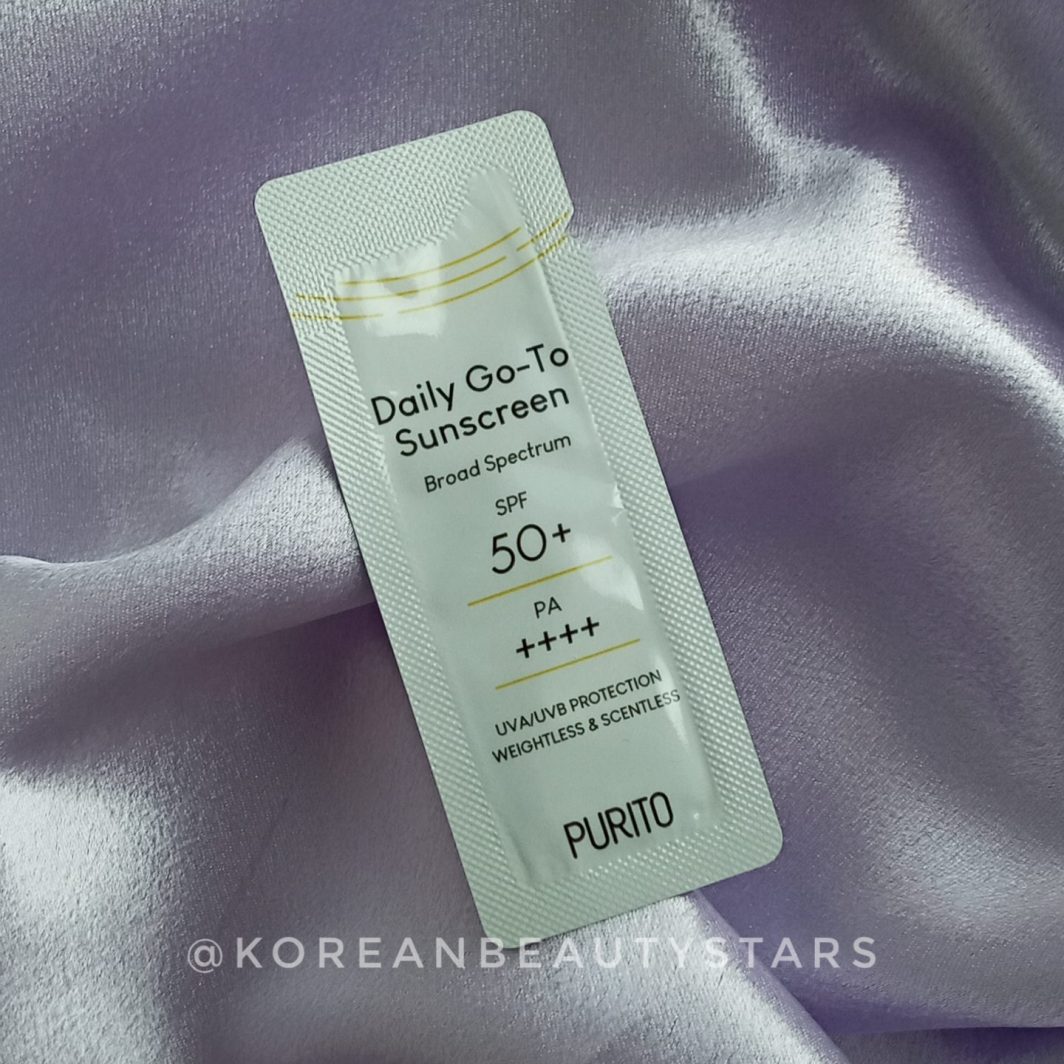 Daily Go-To
Sunscreen
Broad Spectrum
SPF
50+
PA
++++
UVA/UVB PROTECTION
WEIGHTLESS & SCENTLESS
PURITO
@KOREANBEAUTYSTARS